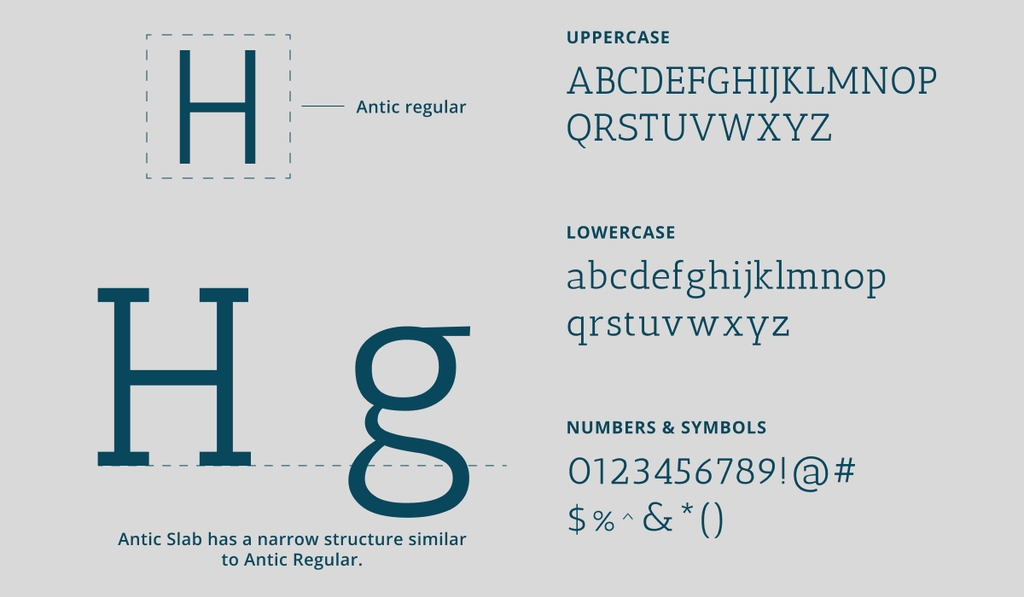 H
Antic regular
H g
Antic Slab has a narrow structure similar
to Antic Regular.
UPPERCASE
ABCDEFGHIJKLMNOP
QRSTUVWXYZ
LOWERCASE
abcdefghijklmnop
qrstuvwxyz
NUMBERS & SYMBOLS
0123456789!@#
$%^&*()